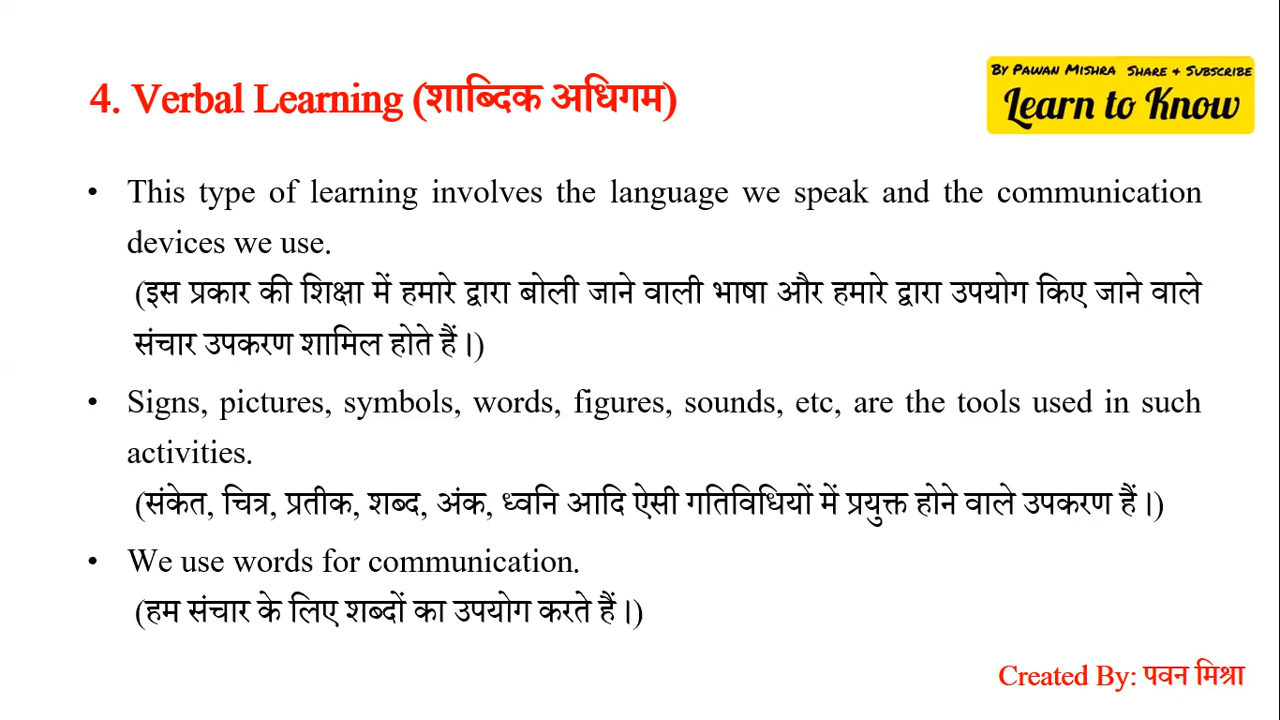 4. Verbal Learning (शाब्दिक अधिगम)
BY PAWAN MISHRA SHARE + SUBSCRIBE
Learn to Know
• This type of learning involves the language we speak and the communication
devices we use.
(इस प्रकार की शिक्षा में हमारे द्वारा बोली जाने वाली भाषा और हमारे द्वारा उपयोग किए जाने वाले
संचार उपकरण शामिल होते हैं।)
• Signs, pictures, symbols, words, figures, sounds, etc, are the tools used in such
activities.
(संकेत, चित्र, प्रतीक, शब्द, अंक, ध्वनि आदि ऐसी गतिविधियों में प्रयुक्त होने वाले उपकरण हैं।)
• We use words for communication.
(हम संचार के लिए शब्दों का उपयोग करते हैं।)
Created By: पवन मिश्रा